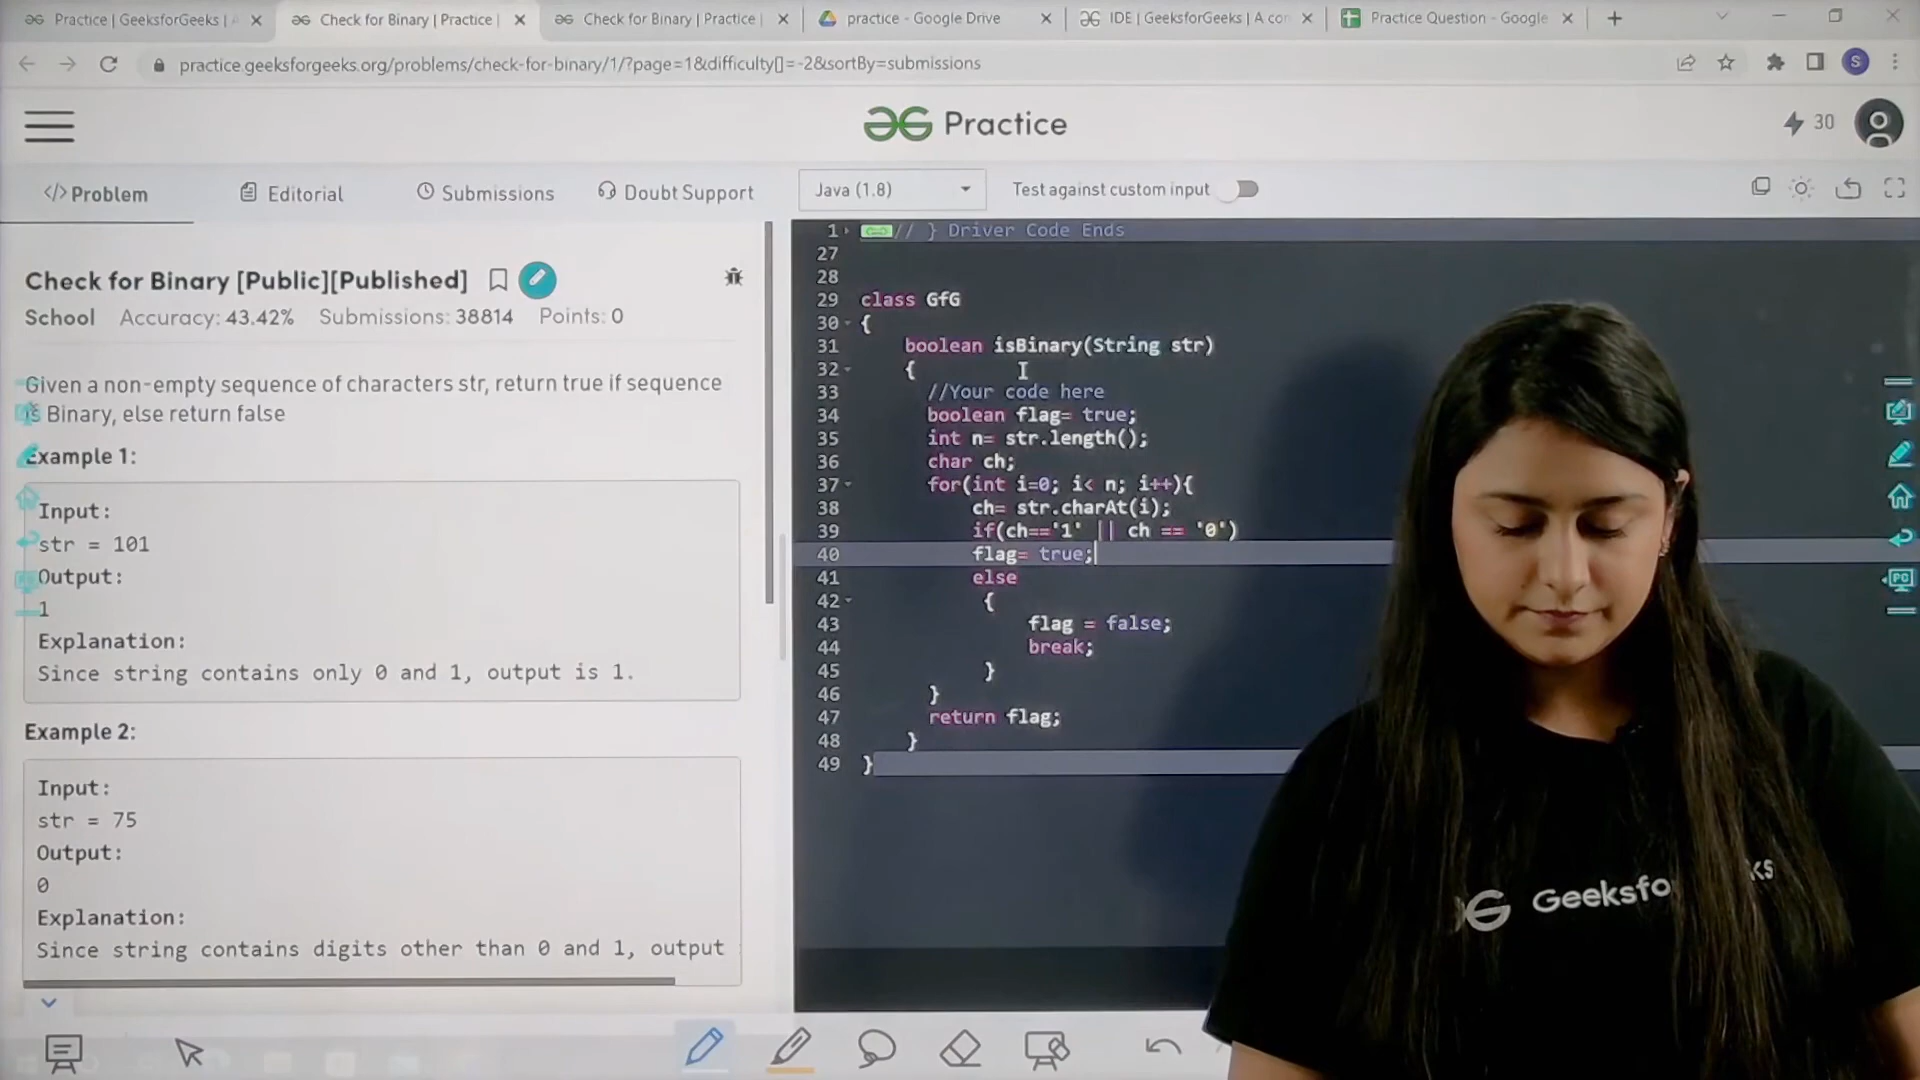 Practice | GeeksforGeeks |
Check for Binary | Practice |
Check for Binary | Practice |
practice - Google Drive
IDE | GeeksforGeeks | A con
Practice Question - Google
practice.geeksforgeeks.org/problems/check-for-binary/1/?page=1&difficulty[]=-2&sortBy=submissions
S
Practice
30
</> Problem
Editorial
Submissions
Doubt Support
Java (1.8)
Test against custom input
Check for Binary [Public][Published]
School Accuracy: 43.42% Submissions: 38814 Points: 0
Given a non-empty sequence of characters str, return true if sequence
is Binary, else return false
Example 1:
Input:
str = 101
Output:
1
Explanation:
Since string contains only 0 and 1, output is 1.
Example 2:
Input:
str = 75
Output:
0
Explanation:
Since string contains digits other than 0 and 1, output
1 // } Driver Code Ends
27
28
29 class GfG
30 {
31 boolean isBinary(String str)
32 {
33 //Your code here
34 boolean flag= true;
35 int n= str.length();
36 char ch;
37 for(int i=0; i< n; i++){
38 ch= str.charAt(i);
39 if(ch=='1' || ch == '0')
40 flag= true;
41 else
42 {
43 flag = false;
44 break;
45 }
46 }
47 return flag;
48 }
49 }
PC
Geeksfo
ks